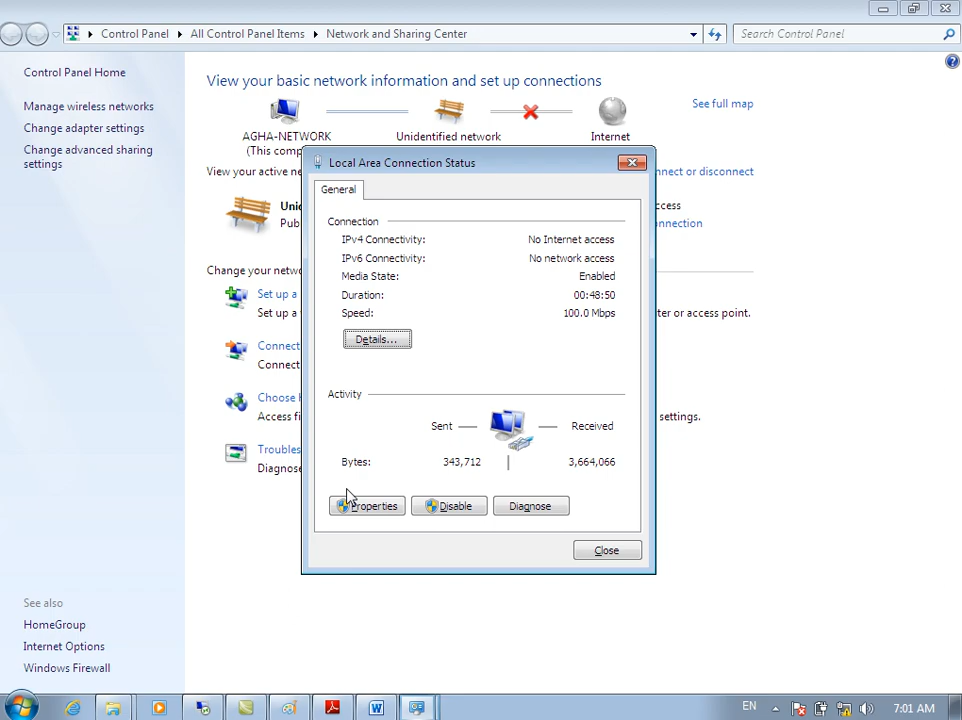 Control Panel
All Control Panel Items
Network and Sharing Center
Search Control Panel
Control Panel Home
Manage wireless networks
Change adapter settings
Change advanced sharing
settings
See also
HomeGroup
Internet Options
Windows Firewall
View your basic network information and set up connections
See full map
AGHA-NETWORK
Unidentified network
Internet
(This comp
View your active ne
nnect or disconnect
Unid
Pub
cess
nnection
Change your netwo
Set up a
Set up a
ter or access point.
Connect
Connect
Choose H
Access fi
settings.
Troubles
Diagnose
Local Area Connection Status
General
Connection
IPv4 Connectivity: No Internet access
IPv6 Connectivity: No network access
Media State: Enabled
Duration: 00:48:50
Speed: 100.0 Mbps
Details...
Activity
Sent
Received
Bytes: 343,712 3,664,066
Properties
Disable
Diagnose
Close
EN
7:01 AM